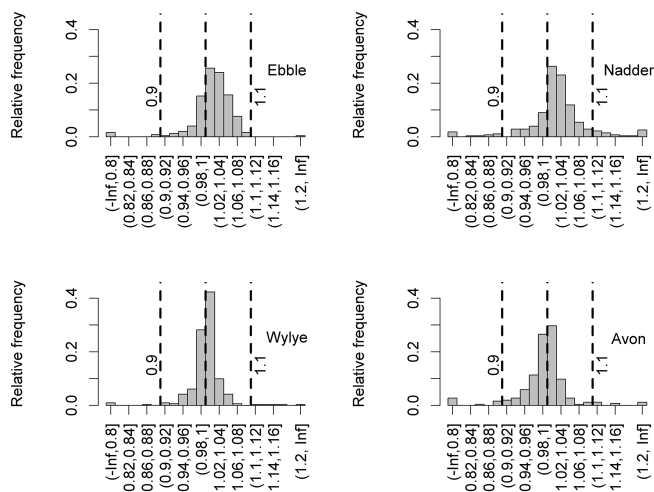 Relative frequency
0.0 0.2 0.4
0.9
1.1
Ebble
(-Inf,0.8]
(0.82,0.84]
(0.86,0.88]
(0.9,0.92]
(0.94,0.96]
(0.98,1]
(1.02,1.04]
(1.06,1.08]
(1.1,1.12]
(1.14,1.16]
(1.2, Inf]
Relative frequency
0.0 0.2 0.4
0.9
1.1
Nadder
(-Inf,0.8]
(0.82,0.84]
(0.86,0.88]
(0.9,0.92]
(0.94,0.96]
(0.98,1]
(1.02,1.04]
(1.06,1.08]
(1.1,1.12]
(1.14,1.16]
(1.2, Inf]
Relative frequency
0.0 0.2 0.4
0.9
1.1
Wylye
(-Inf,0.8]
(0.82,0.84]
(0.86,0.88]
(0.9,0.92]
(0.94,0.96]
(0.98,1]
(1.02,1.04]
(1.06,1.08]
(1.1,1.12]
(1.14,1.16]
(1.2, Inf]
Relative frequency
0.0 0.2 0.4
0.9
1.1
Avon
(-Inf,0.8]
(0.82,0.84]
(0.86,0.88]
(0.9,0.92]
(0.94,0.96]
(0.98,1]
(1.02,1.04]
(1.06,1.08]
(1.1,1.12]
(1.14,1.16]
(1.2, Inf]